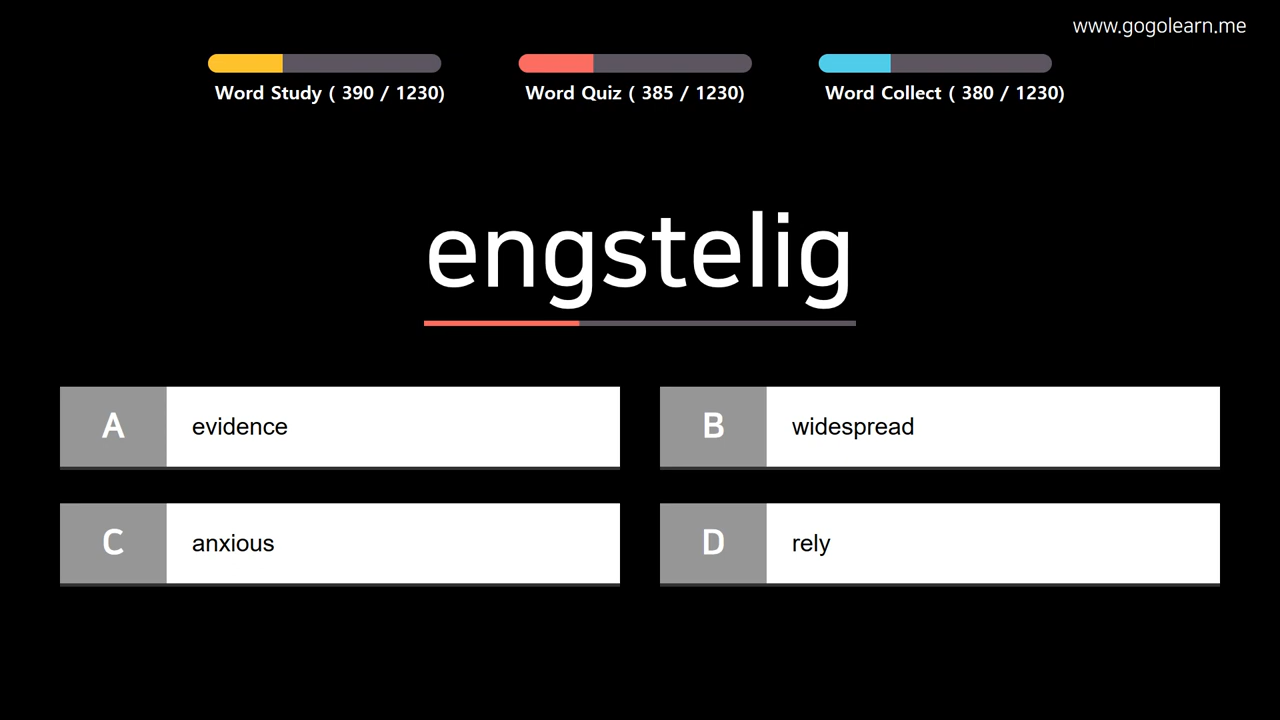 www.gogolearn.me
Word Study ( 390 / 1230)
Word Quiz ( 385 / 1230)
Word Collect ( 380 / 1230)
engstelig
A evidence
B widespread
C anxious
D rely